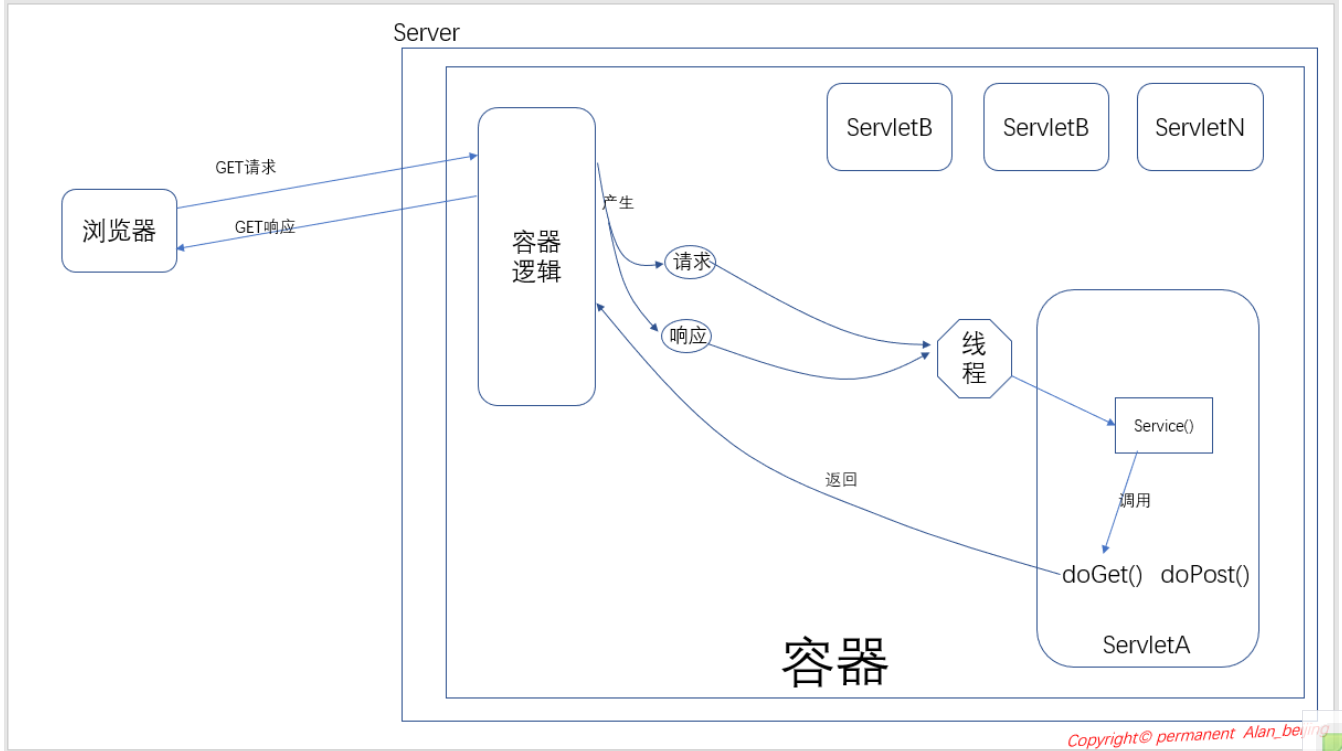 Server
ServletB
ServletB
ServletN
GET请求
GET响应
浏览器
容器
逻辑
产生
请求
响应
线
程
Service()
返回
调用
doGet()
doPost()
ServletA
容器
Copyright© permanent Alan_beijing